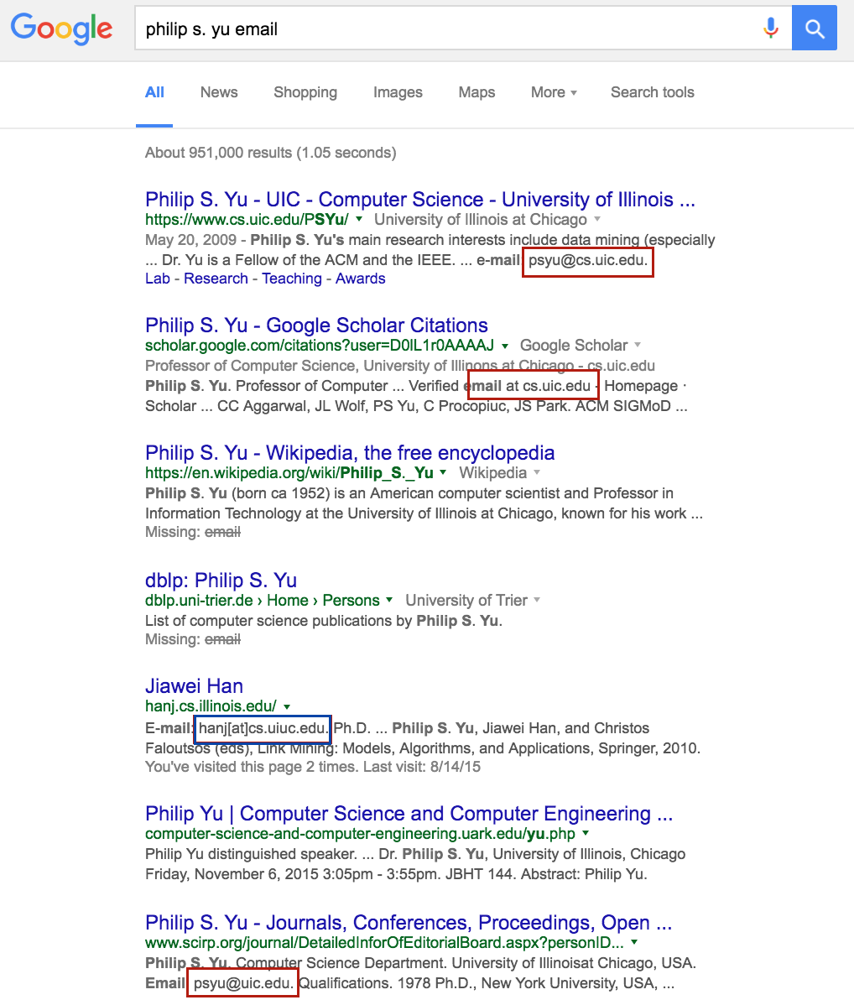 Google
philip s. yu email
All News Shopping Images Maps More Search tools
About 951,000 results (1.05 seconds)
Philip S. Yu - UIC - Computer Science - University of Illinois ...
https://www.cs.uic.edu/PSYu/ University of Illinois at Chicago
May 20, 2009 - Philip S. Yu's main research interests include data mining (especially
... Dr. Yu is a Fellow of the ACM and the IEEE. ... e-mail: psyu@cs.uic.edu.
Lab - Research - Teaching - Awards
Philip S. Yu - Google Scholar Citations
scholar.google.com/citations?user=D0lL1r0AAAAJ Google Scholar
Professor of Computer Science, University of Illinons at Chicago - cs.uic.edu
Philip S. Yu. Professor of Computer ... Verified email at cs.uic.edu - Homepage ·
Scholar ... CC Aggarwal, JL Wolf, PS Yu, C Procopiuc, JS Park. ACM SIGMoD ...
Philip S. Yu - Wikipedia, the free encyclopedia
https://en.wikipedia.org/wiki/Philip_S._Yu Wikipedia
Philip S. Yu (born ca 1952) is an American computer scientist and Professor in
Information Technology at the University of Illinois at Chicago, known for his work ...
Missing: email
dblp: Philip S. Yu
dblp.uni-trier.de › Home › Persons University of Trier
List of computer science publications by Philip S. Yu.
Missing: email
Jiawei Han
hanj.cs.illinois.edu/
E-mail: hanj[at]cs.uiuc.edu. Ph.D. ... Philip S. Yu, Jiawei Han, and Christos
Faloutsos (eds), Link Mining: Models, Algorithms, and Applications, Springer, 2010.
You've visited this page 2 times. Last visit: 8/14/15
Philip Yu | Computer Science and Computer Engineering ...
computer-science-and-computer-engineering.uark.edu/yu.php
Philip Yu distinguished speaker. ... Dr. Philip S. Yu, University of Illinois, Chicago
Friday, November 6, 2015 3:05pm - 3:55pm. JBHT 144. Abstract: Philip Yu.
Philip S. Yu - Journals, Conferences, Proceedings, Open ...
www.scirp.org/journal/DetailedInforOfEditorialBoard.aspx?personID...
Philip S. Yu. Computer Science Department. University of Illinoisat Chicago, USA.
Email: psyu@uic.edu. Qualifications. 1978 Ph.D., New York University, USA, ...